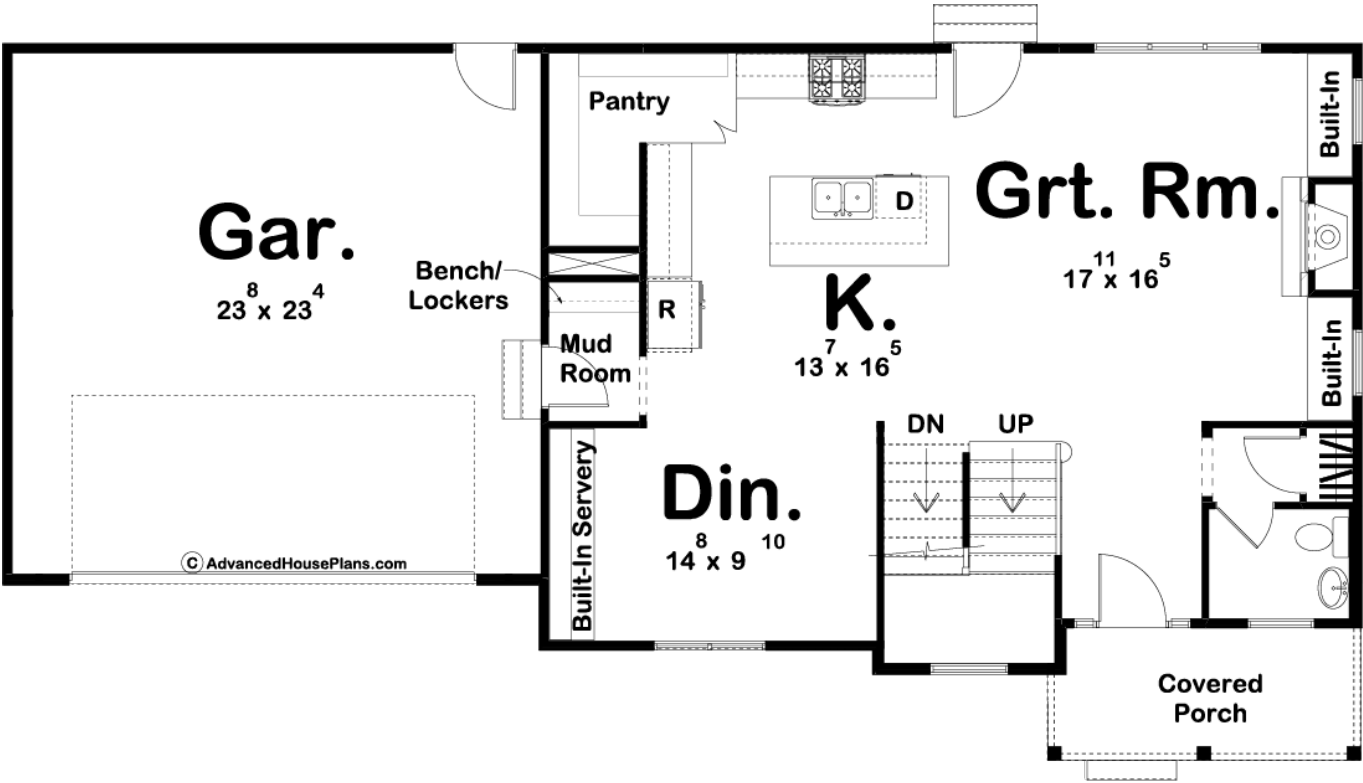 Pantry
Built-In
Grt. Rm.
17 11 x 16 5
D
Gar.
23 8 x 23 4
Bench/
Lockers
R
K.
13 7 x 16 5
Mud
Room
Built-In
DN
UP
Din.
14 8 x 9 10
Built-In Servery
© AdvancedHousePlans.com
Covered
Porch